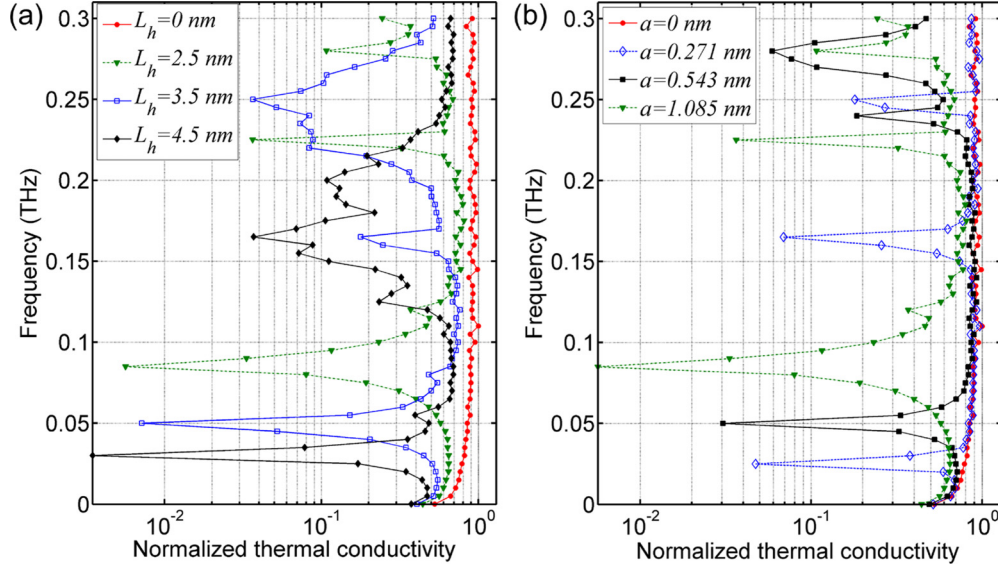 (a)
L_h=0 nm
L_h=2.5 nm
L_h=3.5 nm
L_h=4.5 nm
Frequency (THz)
0.3
0.25
0.2
0.15
0.1
0.05
0
10^-2
10^-1
10^0
Normalized thermal conductivity
(b)
a=0 nm
a=0.271 nm
a=0.543 nm
a=1.085 nm
Frequency (THz)
0.3
0.25
0.2
0.15
0.1
0.05
0
10^-2
10^-1
10^0
Normalized thermal conductivity